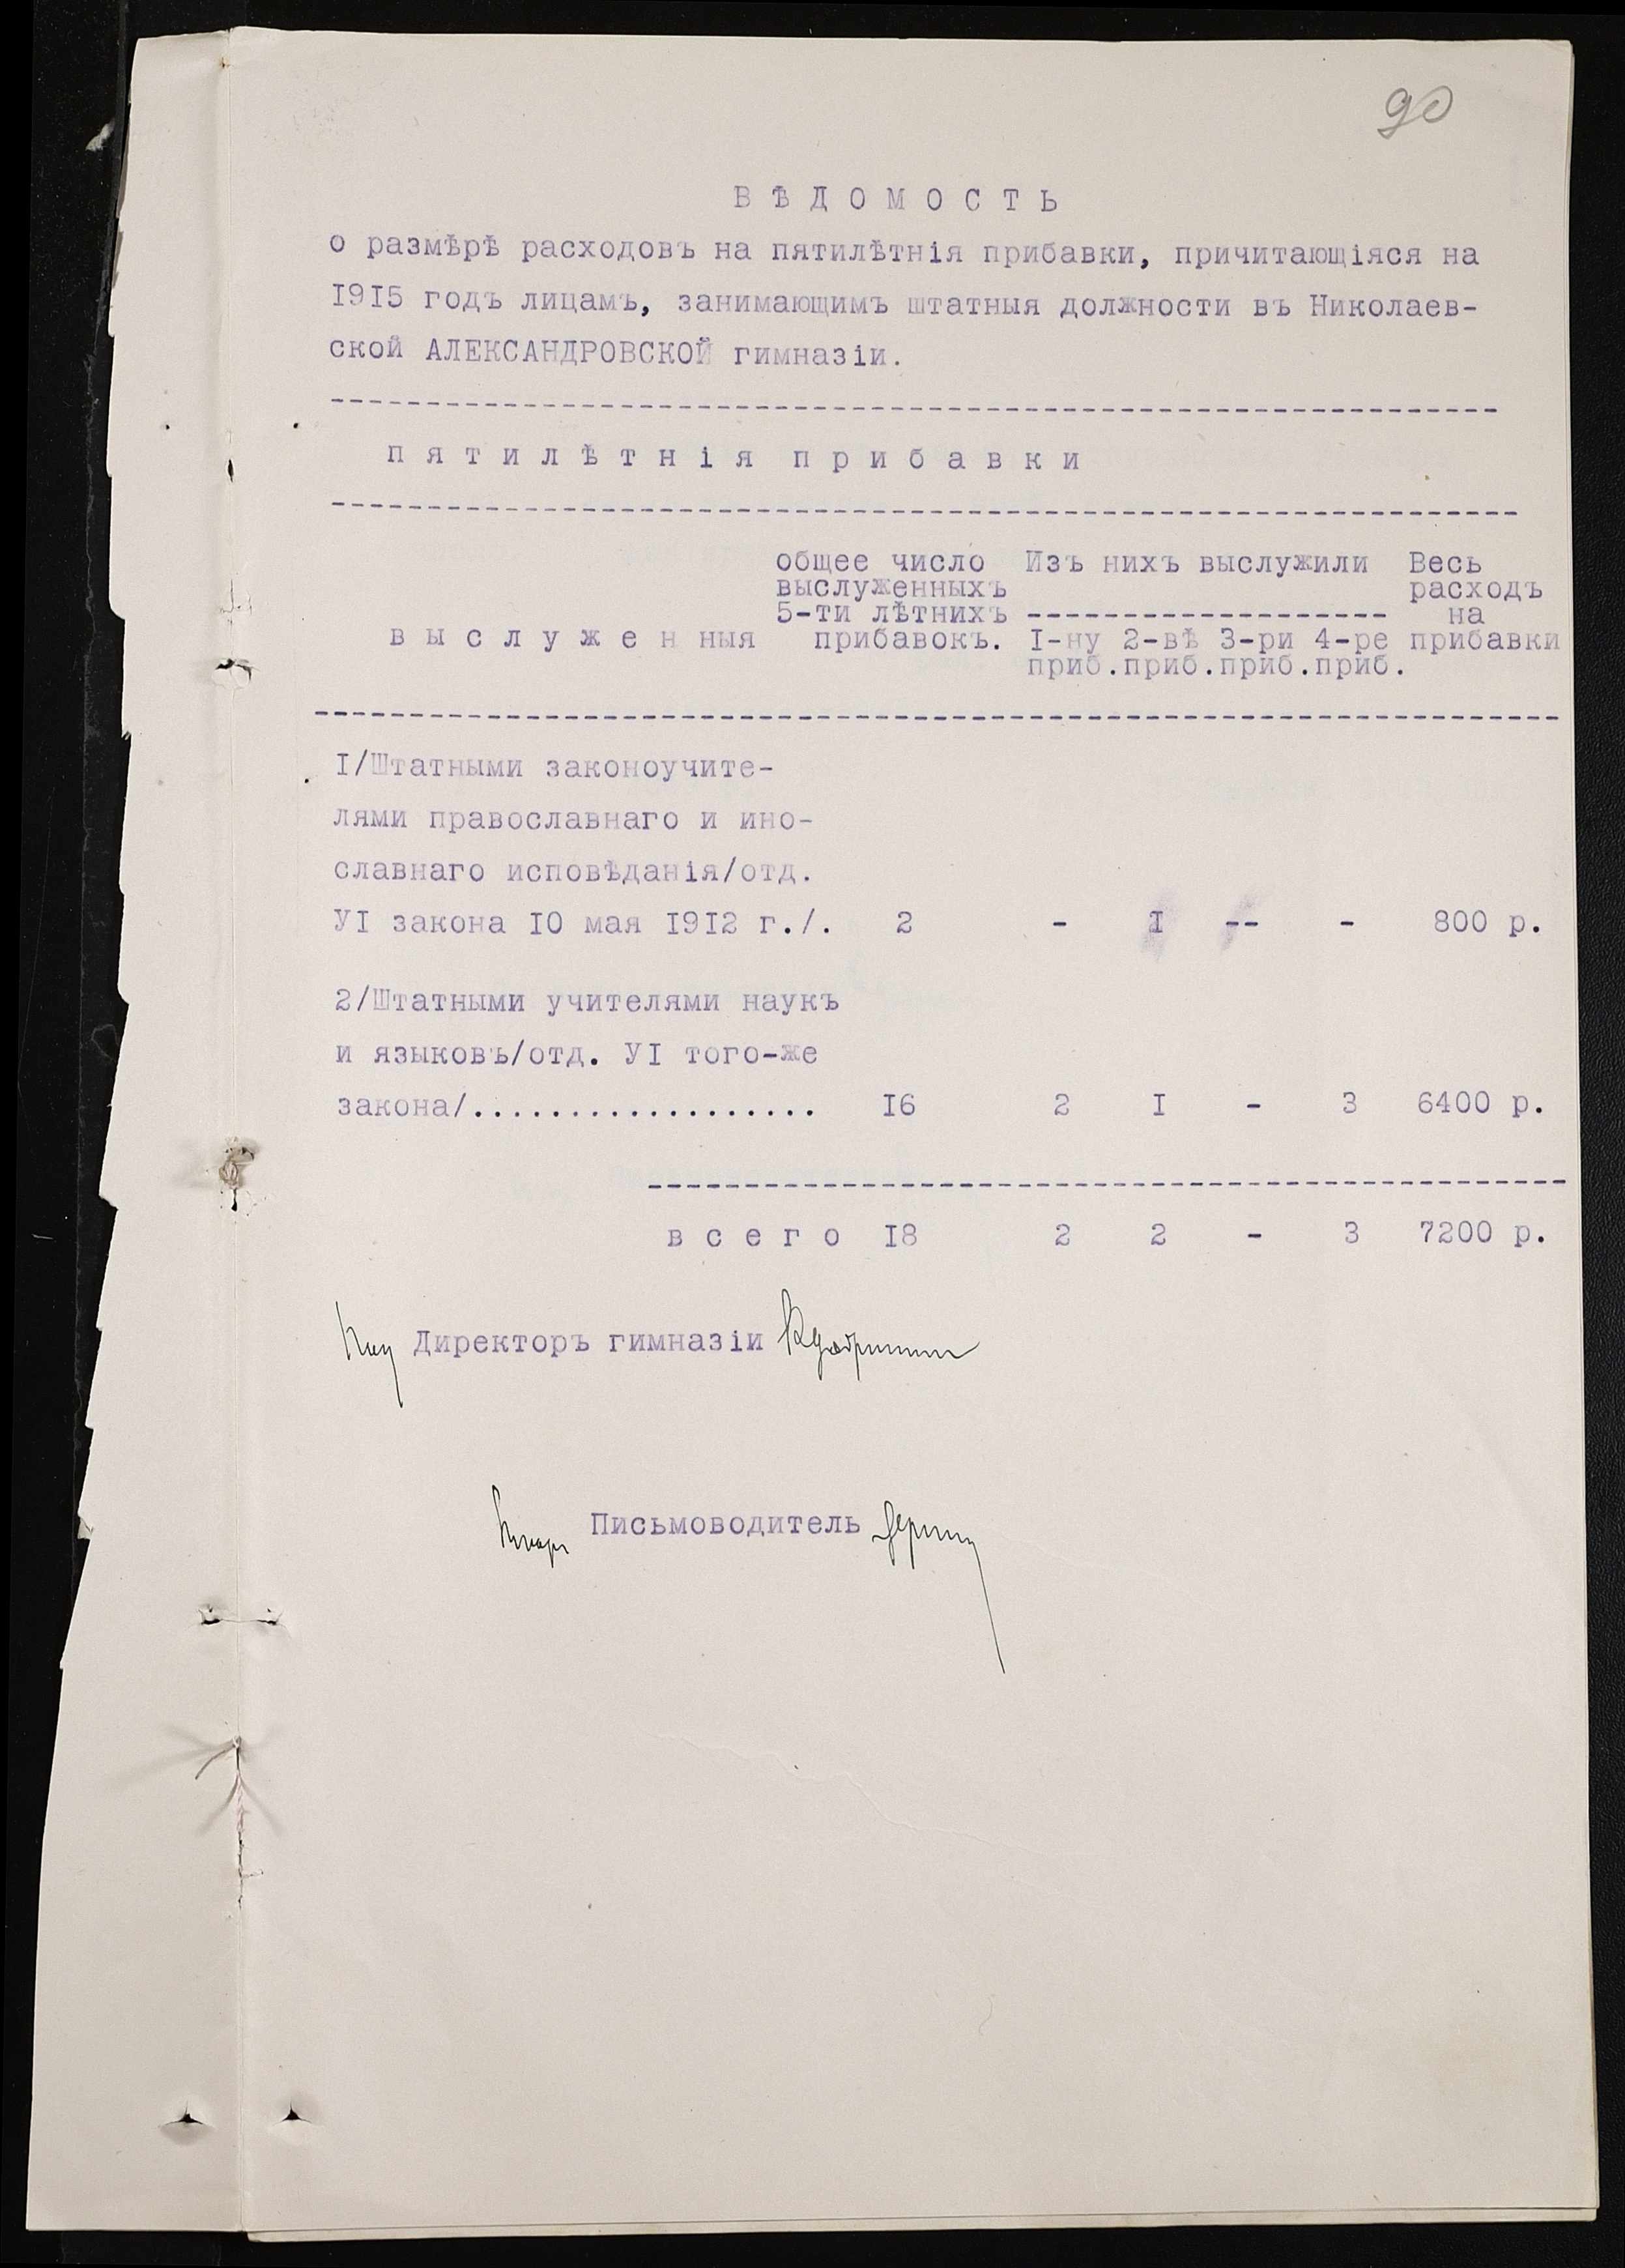 90
ВѢДОМОСТЬ
о размѣрѣ расходовъ на пятилѣтнія прибавки, причитающіяся на
1915 годъ лицамъ, занимающимъ штатныя должности въ Николаев-
ской АЛЕКСАНДРОВСКОЙ гимназіи.
пятилѣтнія прибавки
общее число Изъ нихъ выслужили Весь
выслуженныхъ расходъ
5-ти лѣтнихъ на
выслуженныя прибавокъ. I-ну 2-вѣ 3-ри 4-ре прибавки
приб.приб.приб.приб.
I/Штатными законоучите-
лями православнаго и ино-
славнаго исповѣданія/отд.
УI закона IO мая I9I2 г./. 2 - I -- - 800 р.
2/Штатными учителями наукъ
и языковъ/отд. УI того-же
закона/.................. I6 2 I - 3 6400 р.
всего I8 2 2 - 3 7200 р.
Директоръ гимназіи
Письмоводитель